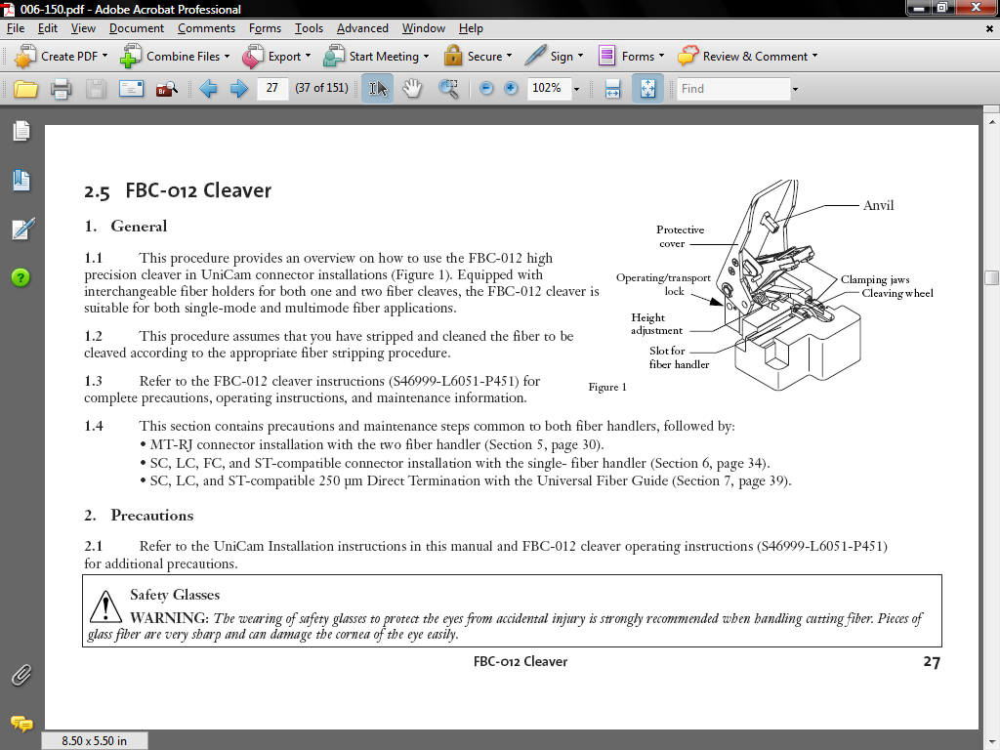 006-150.pdf - Adobe Acrobat Professional
File Edit View Document Comments Forms Tools Advanced Window Help
Create PDF Combine Files Export Start Meeting Secure Sign Forms Review & Comment
Br 27 (37 of 151) 102% Find
2.5 FBC-012 Cleaver
1. General
1.1 This procedure provides an overview on how to use the FBC-012 high
precision cleaver in UniCam connector installations (Figure 1). Equipped with
interchangeable fiber holders for both one and two fiber cleaves, the FBC-012 cleaver is
suitable for both single-mode and multimode fiber applications.
1.2 This procedure assumes that you have stripped and cleaned the fiber to be
cleaved according to the appropriate fiber stripping procedure.
1.3 Refer to the FBC-012 cleaver instructions (S46999-L6051-P451) for
complete precautions, operating instructions, and maintenance information.
Anvil
Protective
cover
Operating/transport
lock
Clamping jaws
Cleaving wheel
Height
adjustment
Slot for
fiber handler
Figure 1
1.4 This section contains precautions and maintenance steps common to both fiber handlers, followed by:
• MT-RJ connector installation with the two fiber handler (Section 5, page 30).
• SC, LC, FC, and ST-compatible connector installation with the single- fiber handler (Section 6, page 34).
• SC, LC, and ST-compatible 250 µm Direct Termination with the Universal Fiber Guide (Section 7, page 39).
2. Precautions
2.1 Refer to the UniCam Installation instructions in this manual and FBC-012 cleaver operating instructions (S46999-L6051-P451)
for additional precautions.
Safety Glasses
WARNING: The wearing of safety glasses to protect the eyes from accidental injury is strongly recommended when handling cutting fiber. Pieces of
glass fiber are very sharp and can damage the cornea of the eye easily.
FBC-012 Cleaver 27
8.50 x 5.50 in